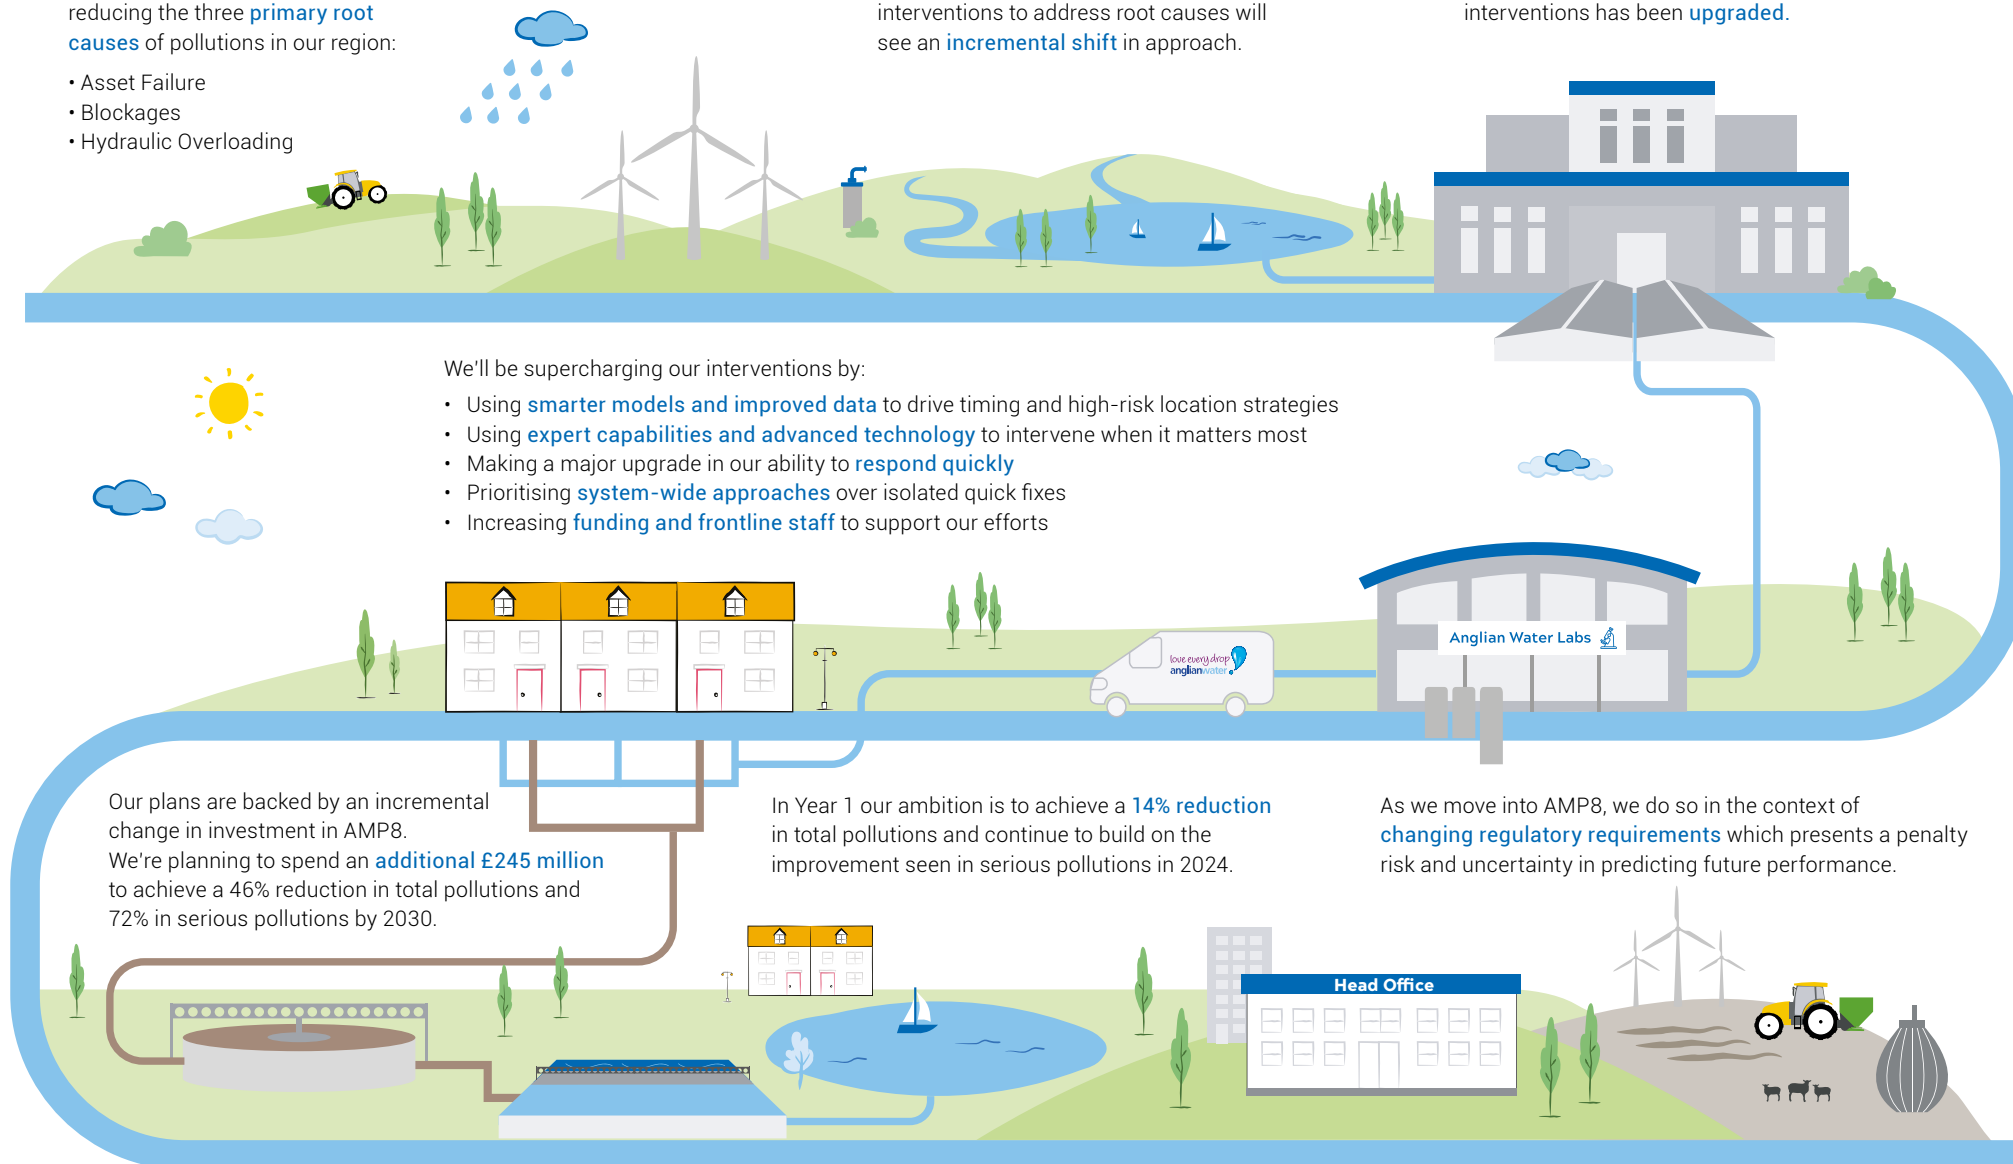 reducing the three primary root
causes of pollutions in our region:
• Asset Failure
• Blockages
• Hydraulic Overloading
interventions to address root causes will
see an incremental shift in approach.
interventions has been upgraded.
We'll be supercharging our interventions by:
• Using smarter models and improved data to drive timing and high-risk location strategies
• Using expert capabilities and advanced technology to intervene when it matters most
• Making a major upgrade in our ability to respond quickly
• Prioritising system-wide approaches over isolated quick fixes
• Increasing funding and frontline staff to support our efforts
Anglian Water Labs
love every drop
anglianwater
Our plans are backed by an incremental
change in investment in AMP8.
We're planning to spend an additional £245 million
to achieve a 46% reduction in total pollutions and
72% in serious pollutions by 2030.
In Year 1 our ambition is to achieve a 14% reduction
in total pollutions and continue to build on the
improvement seen in serious pollutions in 2024.
As we move into AMP8, we do so in the context of
changing regulatory requirements which presents a penalty
risk and uncertainty in predicting future performance.
Head Office